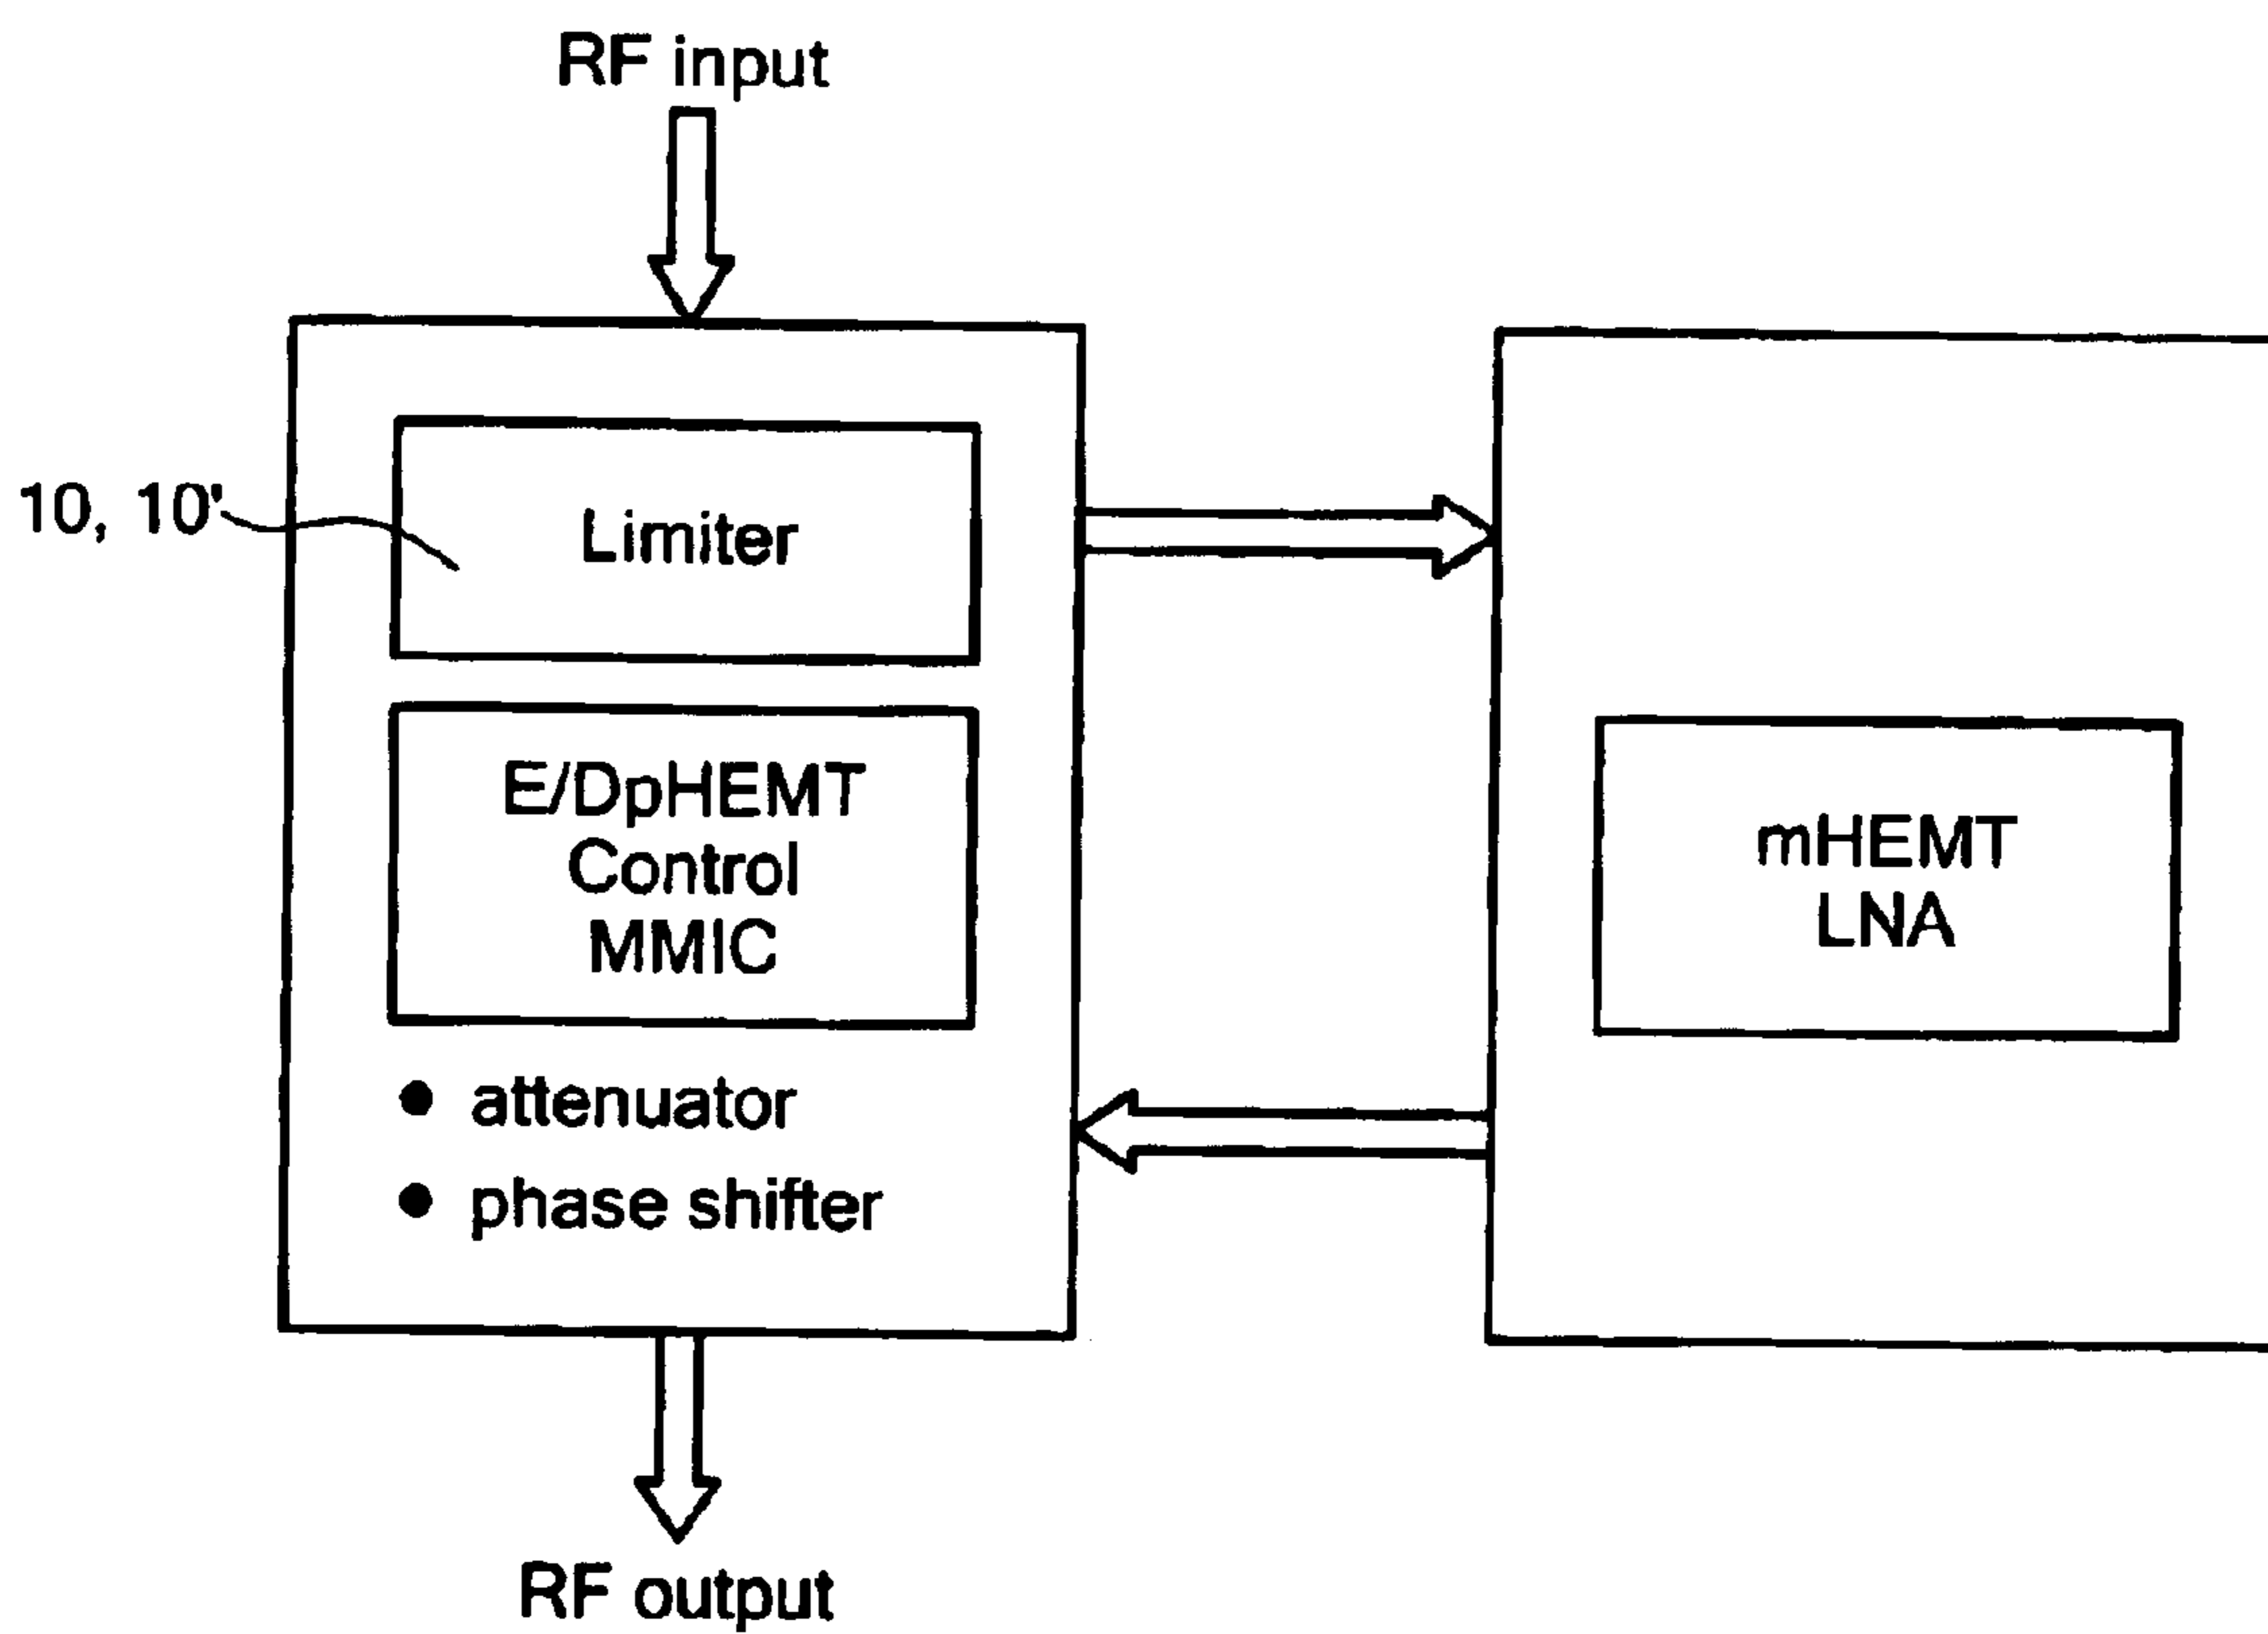 RF input
10, 10'
Limiter
E/DpHEMT
Control
MMIC
● attenuator
● phase shifter
mHEMT
LNA
RF output